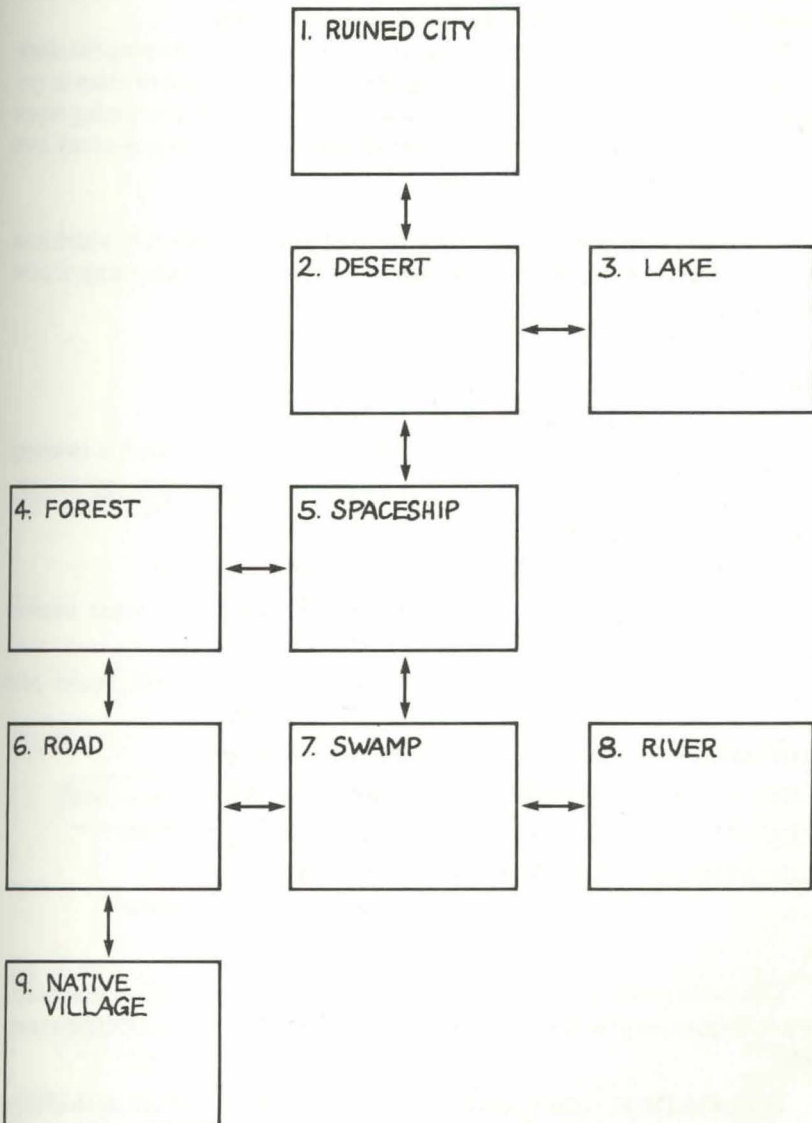 1. RUINED CITY
2. DESERT
3. LAKE
4. FOREST
5. SPACESHIP
6. ROAD
7. SWAMP
8. RIVER
9. NATIVE
VILLAGE